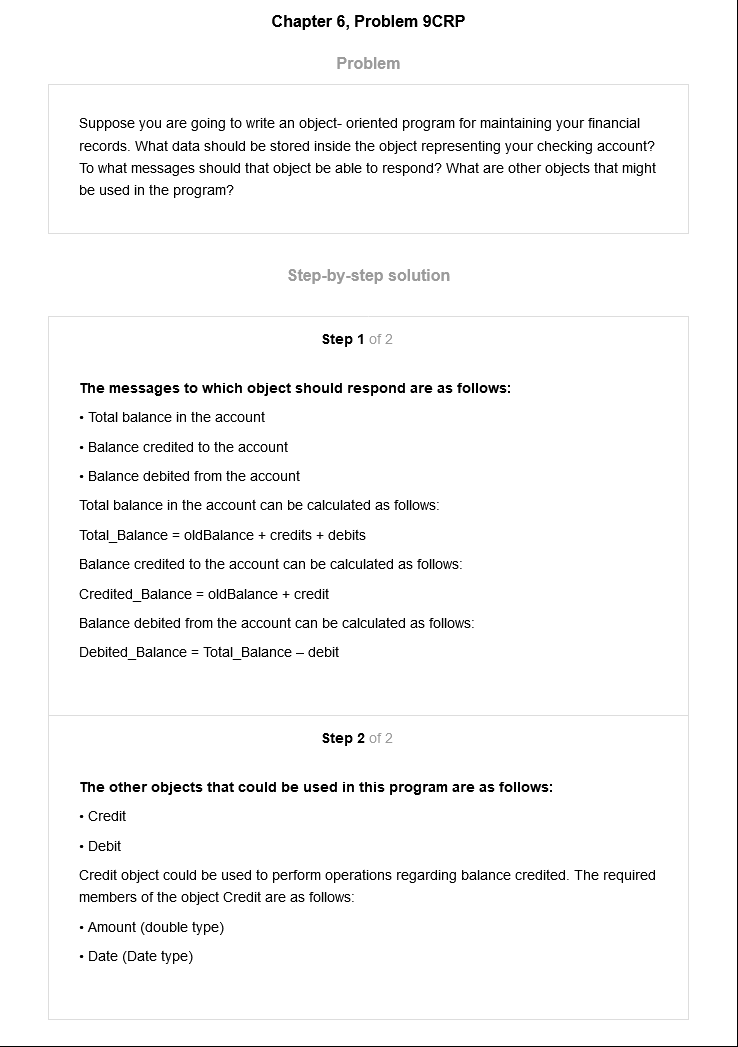 Chapter 6, Problem 9CRP
Problem
Suppose you are going to write an object- oriented program for maintaining your financial
records. What data should be stored inside the object representing your checking account?
To what messages should that object be able to respond? What are other objects that might
be used in the program?
Step-by-step solution
Step 1 of 2
The messages to which object should respond are as follows:
• Total balance in the account
• Balance credited to the account
• Balance debited from the account
Total balance in the account can be calculated as follows:
Total_Balance = oldBalance + credits + debits
Balance credited to the account can be calculated as follows:
Credited_Balance = oldBalance + credit
Balance debited from the account can be calculated as follows:
Debited_Balance = Total_Balance – debit
Step 2 of 2
The other objects that could be used in this program are as follows:
• Credit
• Debit
Credit object could be used to perform operations regarding balance credited. The required
members of the object Credit are as follows:
• Amount (double type)
• Date (Date type)